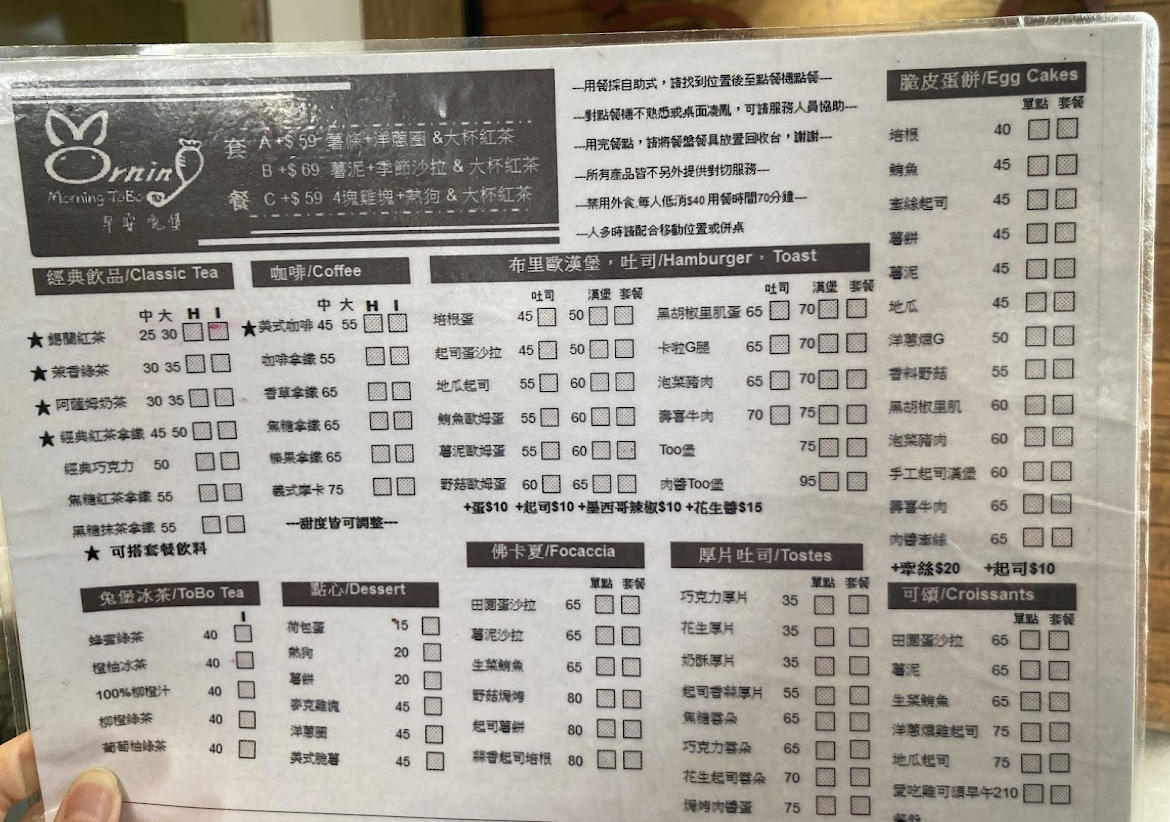 Ornin
Morning ToBo
早安兔堡
套餐
A +$ 59 薯條+洋蔥圈 &大杯紅茶
B +$ 69 薯泥+季節沙拉 & 大杯紅茶
C +$ 59 4塊雞塊+熱狗 & 大杯紅茶
---用餐採自助式，請找到位置後至點餐機點餐---
---對點餐機不熟悉或桌面凌亂，可請服務人員協助---
---用完餐點，請將餐盤餐具放置回收台，謝謝---
---所有產品皆不另外提供對切服務---
---禁用外食,每人低消$40 用餐時間70分鐘---
---人多時請配合移動位置或併桌
經典飲品/Classic Tea
中 大 H I
★ 錫蘭紅茶 25 30
★ 茉香綠茶 30 35
★ 阿薩姆奶茶 30 35
★ 經典紅茶拿鐵 45 50
經典巧克力 50
焦糖紅茶拿鐵 55
黑糖抹茶拿鐵 55
★ 可搭套餐飲料
咖啡/Coffee
中 大 H I
★ 美式咖啡 45 55
咖啡拿鐵 55
香草拿鐵 65
焦糖拿鐵 65
榛果拿鐵 65
義式摩卡 75
---甜度皆可調整---
布里歐漢堡，吐司/Hamburger，Toast
吐司 漢堡 套餐
培根蛋 45 50
起司蛋沙拉 45 50
地瓜起司 55 60
鮪魚歐姆蛋 55 60
薯泥歐姆蛋 55 60
野菇歐姆蛋 60 65
吐司 漢堡 套餐
黑胡椒里肌蛋 65 70
卡啦G腿 65 70
泡菜豬肉 65 70
壽喜牛肉 70 75
Too堡 75
肉醬Too堡 95
+蛋$10 +起司$10 +墨西哥辣椒$10 +花生醬$15
脆皮蛋餅/Egg Cakes
單點 套餐
培根 40
鮪魚 45
牽絲起司 45
薯餅 45
薯泥 45
地瓜 45
洋蔥燻G 50
香料野菇 55
黑胡椒里肌 60
泡菜豬肉 60
手工起司漢堡 60
壽喜牛肉 65
肉醬牽絲 65
+牽絲$20 +起司$10
兔堡冰茶/ToBo Tea
I
蜂蜜綠茶 40
橙柚冰茶 40
100%柳橙汁 40
柳橙綠茶 40
葡萄柚綠茶 40
點心/Dessert
荷包蛋 15
熱狗 20
薯餅 20
麥克雞塊 45
洋蔥圈 45
美式脆薯 45
佛卡夏/Focaccia
單點 套餐
田園蛋沙拉 65
薯泥沙拉 65
生菜鮪魚 65
野菇焗烤 80
起司薯餅 80
蒜香起司培根 80
厚片吐司/Tostes
單點 套餐
巧克力厚片 35
花生厚片 35
奶酥厚片 35
起司香蒜厚片 55
焦糖雲朵 65
巧克力雲朵 65
花生起司雲朵 70
焗烤肉醬蛋 75
可頌/Croissants
單點 套餐
田園蛋沙拉 65
薯泥 65
生菜鮪魚 65
洋蔥燻雞起司 75
地瓜起司 75
愛吃雞可頌早午 210
餐盤